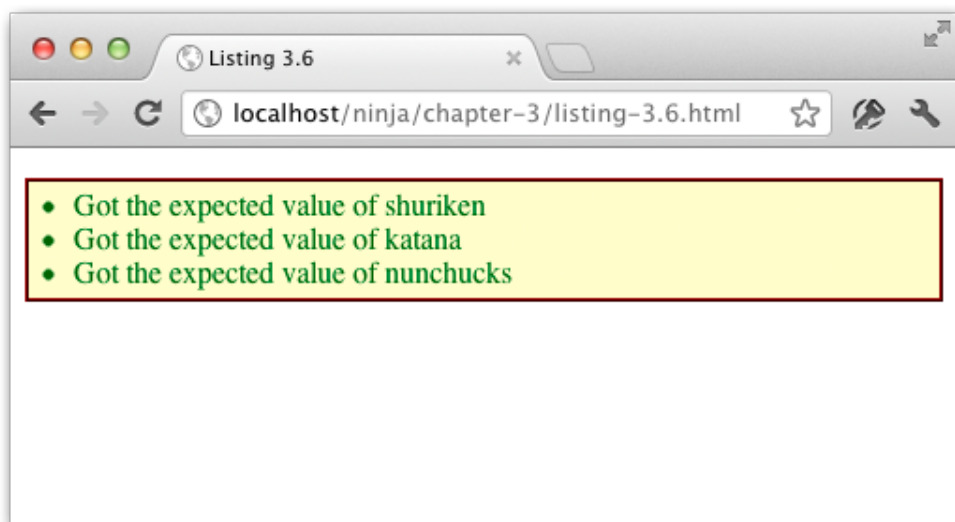 Listing 3.6
localhost/ninja/chapter-3/listing-3.6.html
Got the expected value of shuriken
Got the expected value of katana
Got the expected value of nunchucks